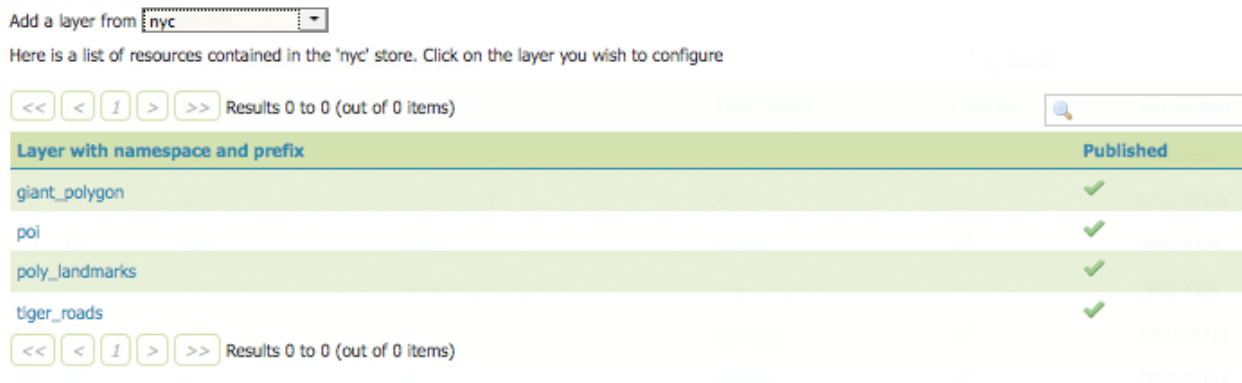 Add a layer from nyc
Here is a list of resources contained in the 'nyc' store. Click on the layer you wish to configure
<< < 1 > >> Results 0 to 0 (out of 0 items)
Layer with namespace and prefix Published
giant_polygon
poi
poly_landmarks
tiger_roads
<< < 1 > >> Results 0 to 0 (out of 0 items)